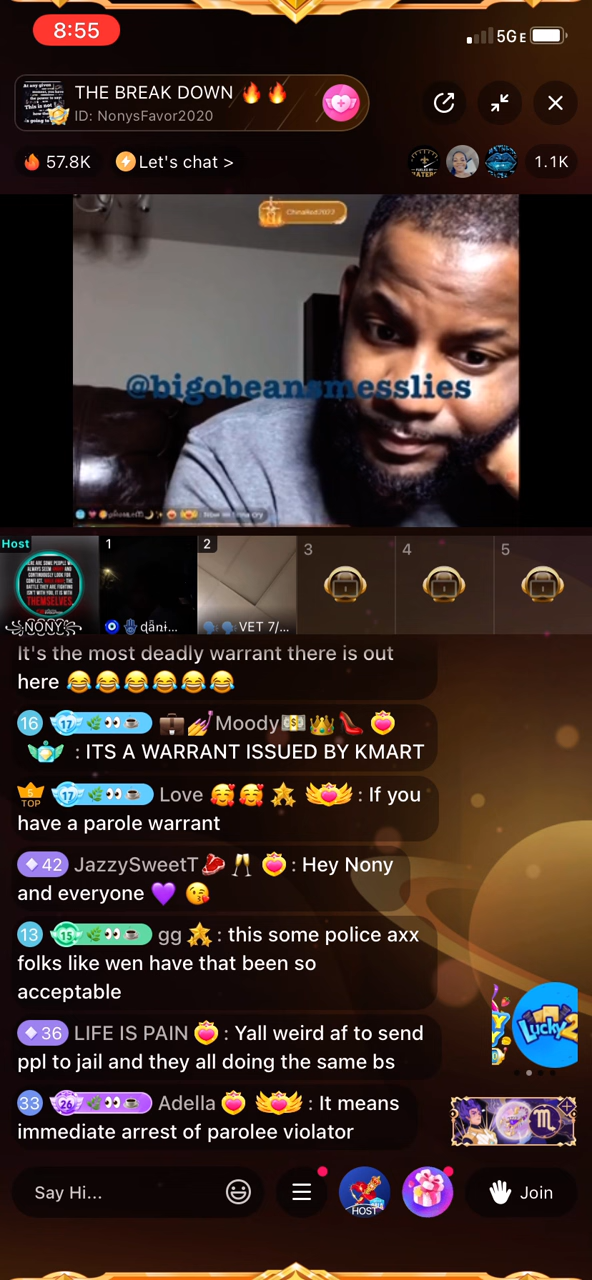 8:55
5G E
THE BREAK DOWN 🔥🔥
ID: NonysFavor2020
57.8K
Let's chat >
1.1K
ChinaRed2022
@bigobeansmesslies
Host
1
2
3
4
5
THEMSELVES
NONY
VET 7/...
It's the most deadly warrant there is out
here 😂😂😂😂😂😂
16 17 🌿👀☕ 💼💅Moody💵👑👠
: ITS A WARRANT ISSUED BY KMART
5 TOP 17 🌿👀☕ Love 🥰🥰 : If you
have a parole warrant
42 JazzySweetT🥩🥂 : Hey Nony
and everyone 💜 😘
13 15 🌿👀☕ gg : this some police axx
folks like wen have that been so
acceptable
36 LIFE IS PAIN : Yall weird af to send
ppl to jail and they all doing the same bs
33 26 🌿👀☕ Adella : It means
immediate arrest of parolee violator
Lucky2
Say Hi...
HOST
Join